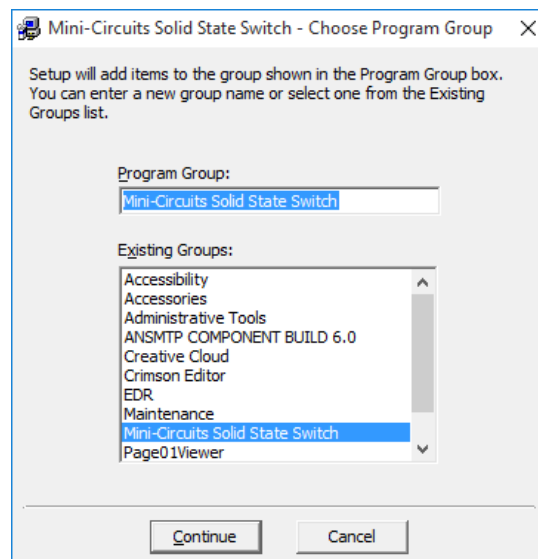 Mini-Circuits Solid State Switch - Choose Program Group
Setup will add items to the group shown in the Program Group box.
You can enter a new group name or select one from the Existing
Groups list.
Program Group:
Mini-Circuits Solid State Switch
Existing Groups:
Accessibility
Accessories
Administrative Tools
ANSMTP COMPONENT BUILD 6.0
Creative Cloud
Crimson Editor
EDR
Maintenance
Mini-Circuits Solid State Switch
Page01Viewer
Continue
Cancel